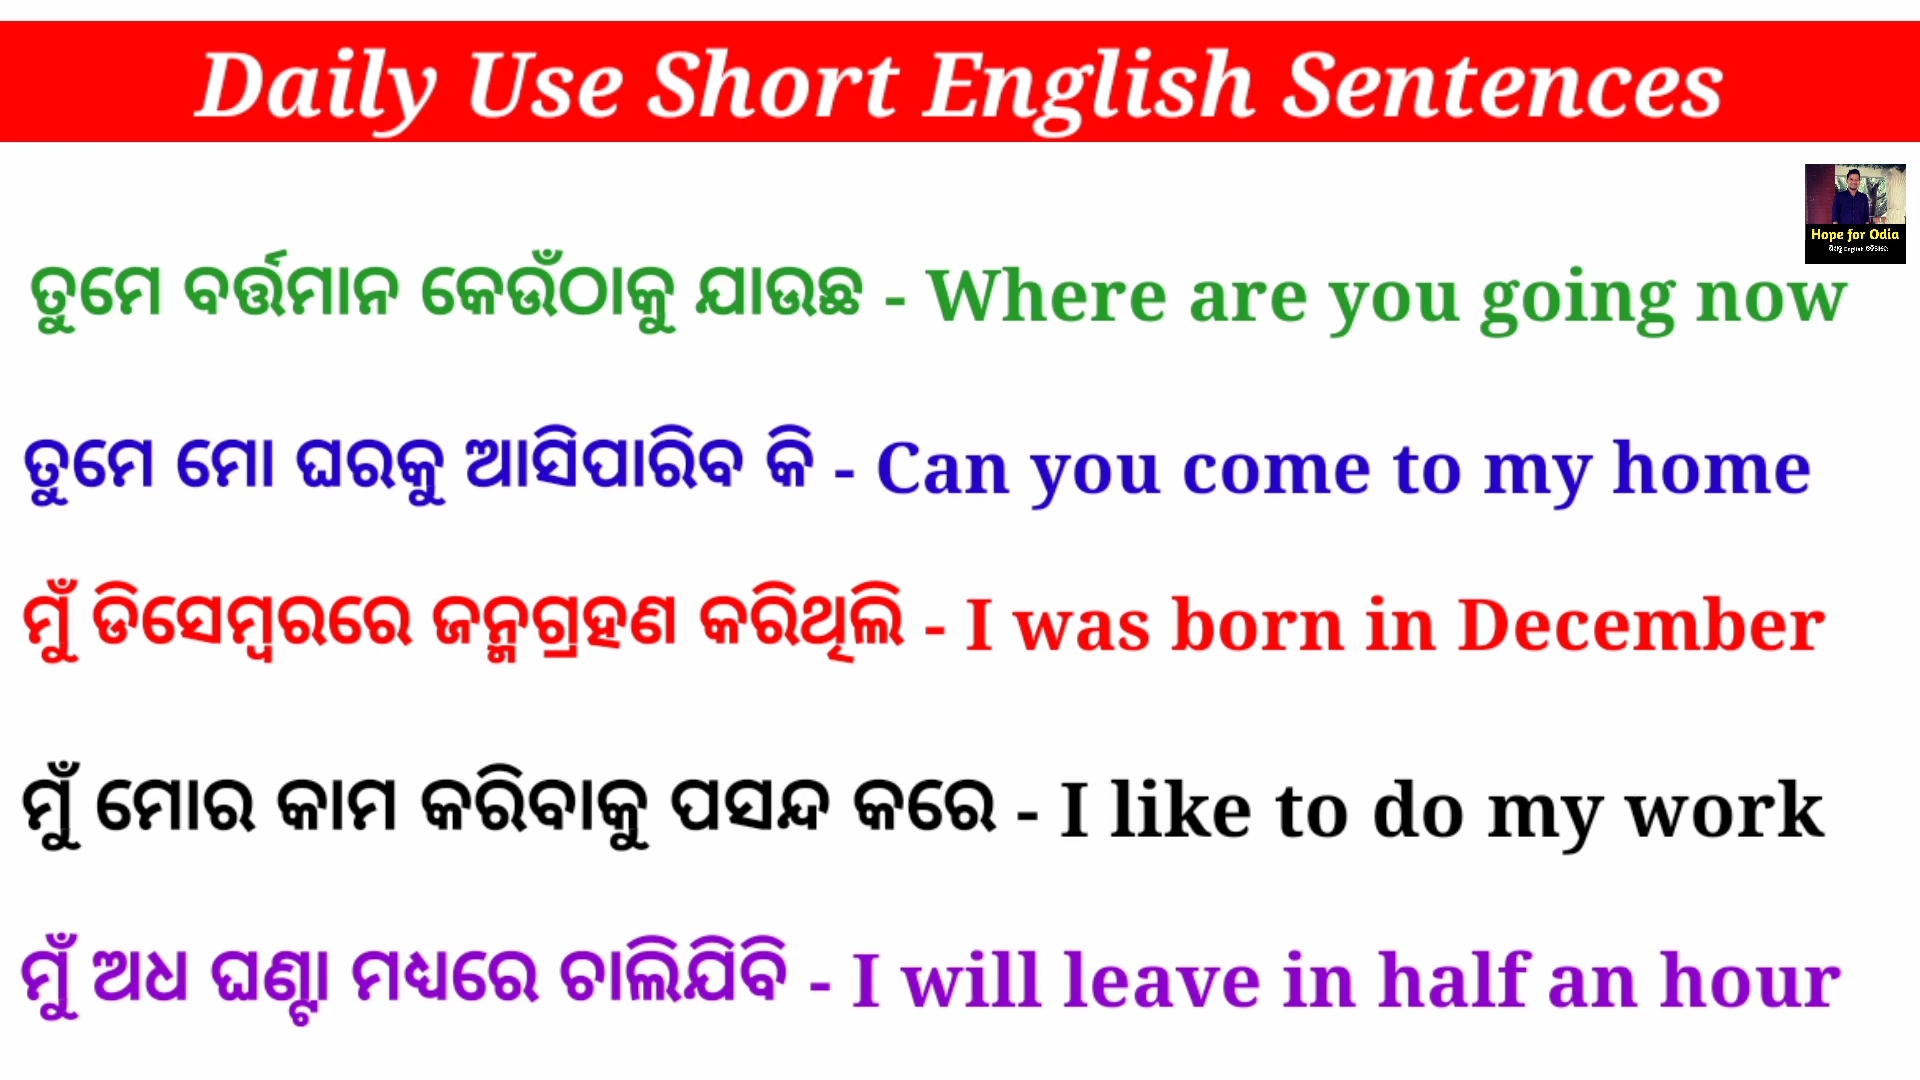 Daily Use Short English Sentences
Hope for Odia
ତୁମେ ବର୍ତ୍ତମାନ କେଉଁଠାକୁ ଯାଉଛ - Where are you going now
ତୁମେ ମୋ ଘରକୁ ଆସିପାରିବ କି - Can you come to my home
ମୁଁ ଡିସେମ୍ବରରେ ଜନ୍ମଗ୍ରହଣ କରିଥିଲି - I was born in December
ମୁଁ ମୋର କାମ କରିବାକୁ ପସନ୍ଦ କରେ - I like to do my work
ମୁଁ ଅଧ ଘଣ୍ଟା ମଧ୍ୟରେ ଚାଲିଯିବି - I will leave in half an hour